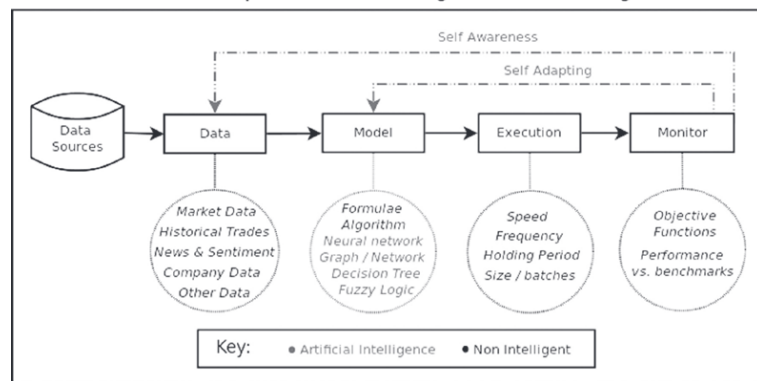 Self Awareness
Self Adapting
Data
Sources
Data
Model
Execution
Monitor
Market Data
Historical Trades
News & Sentiment
Company Data
Other Data
Formulae
Algorithm
Neural network
Graph / Network
Decision Tree
Fuzzy Logic
Speed
Frequency
Holding Period
Size / batches
Objective
Functions
Performance
vs. benchmarks
Key: Artificial Intelligence Non Intelligent